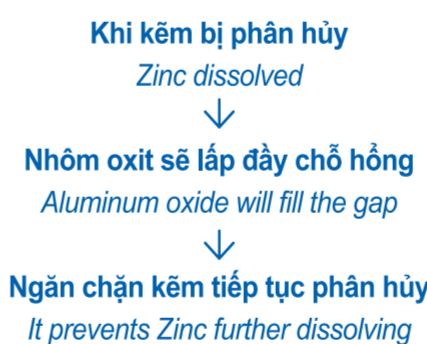 Khi kẽm bị phân hủy
Zinc dissolved
Nhôm oxit sẽ lấp đầy chỗ hổng
Aluminum oxide will fill the gap
Ngăn chặn kẽm tiếp tục phân hủy
It prevents Zinc further dissolving